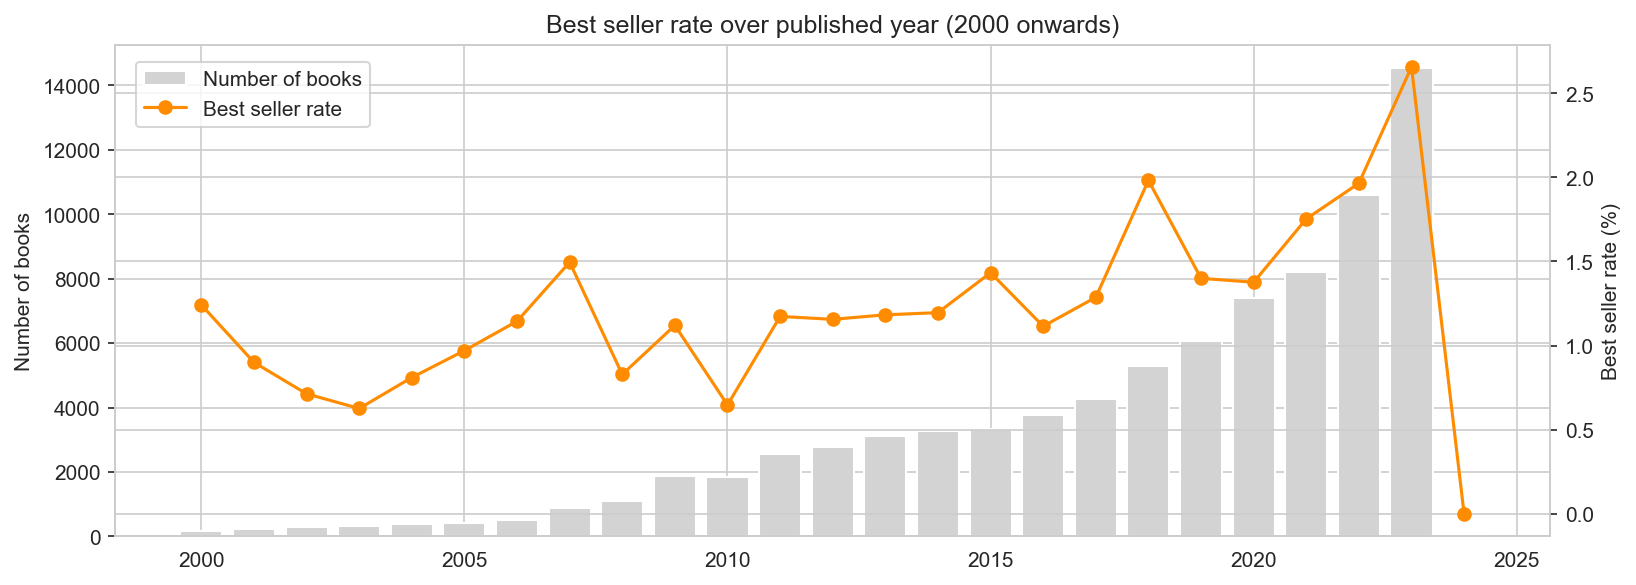 Best seller rate over published year (2000 onwards)
Number of books
Best seller rate
14000
12000
10000
8000
6000
4000
2000
0
Number of books
2.5
2.0
1.5
1.0
0.5
0.0
Best seller rate (%)
2000 2005 2010 2015 2020 2025